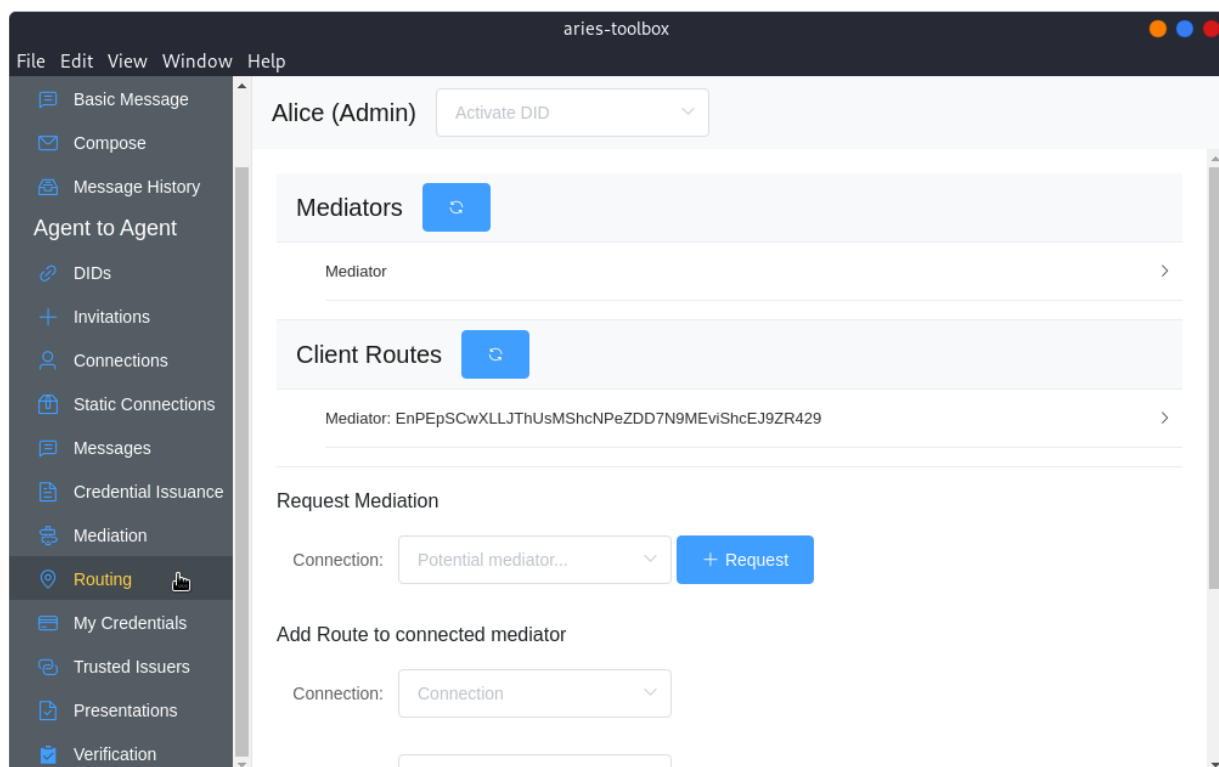 aries-toolbox
File Edit View Window Help
Basic Message
Compose
Message History
Agent to Agent
DIDs
Invitations
Connections
Static Connections
Messages
Credential Issuance
Mediation
Routing
My Credentials
Trusted Issuers
Presentations
Verification
Alice (Admin) Activate DID
Mediators
Mediator
Client Routes
Mediator: EnPEpSCwXLLJThUsMShcNPeZDD7N9MEviShcEJ9ZR429
Request Mediation
Connection: Potential mediator... + Request
Add Route to connected mediator
Connection: Connection